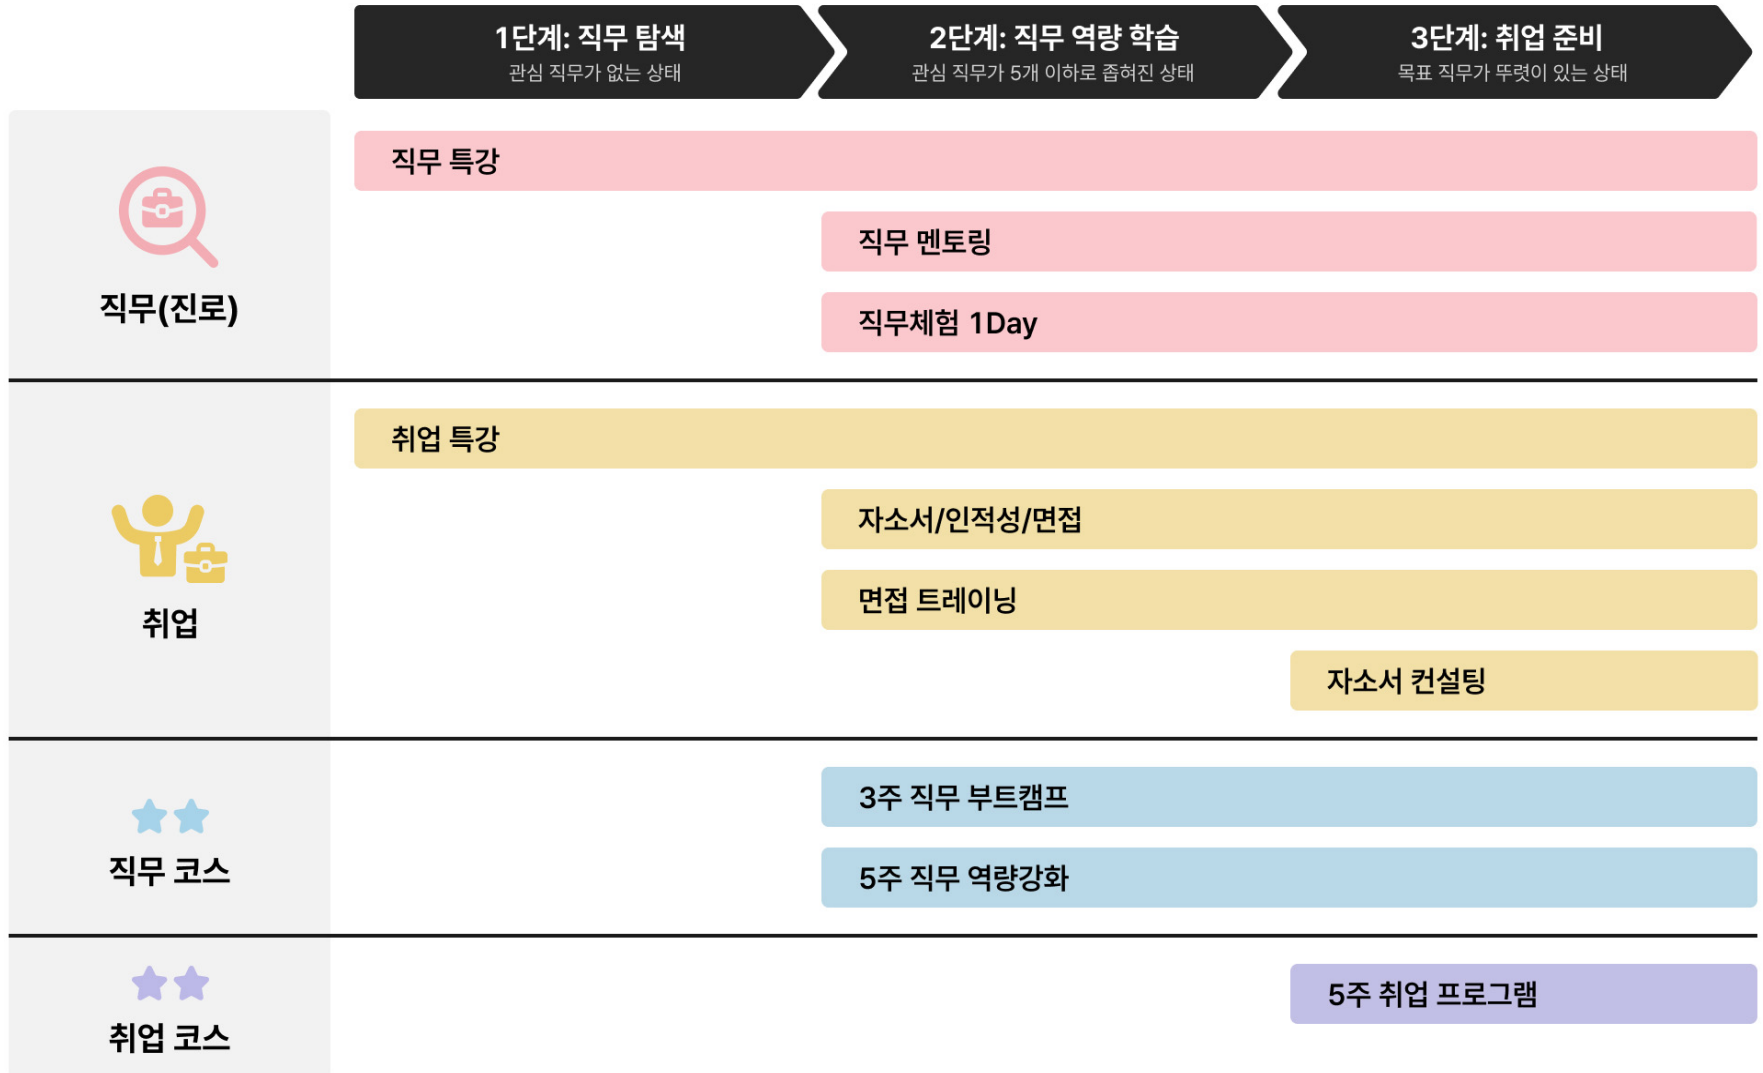 1단계: 직무 탐색
관심 직무가 없는 상태
2단계: 직무 역량 학습
관심 직무가 5개 이하로 좁혀진 상태
3단계: 취업 준비
목표 직무가 뚜렷이 있는 상태
직무(진로)
직무 특강
직무 멘토링
직무체험 1Day
취업
취업 특강
자소서/인적성/면접
면접 트레이닝
자소서 컨설팅
직무 코스
3주 직무 부트캠프
5주 직무 역량강화
취업 코스
5주 취업 프로그램